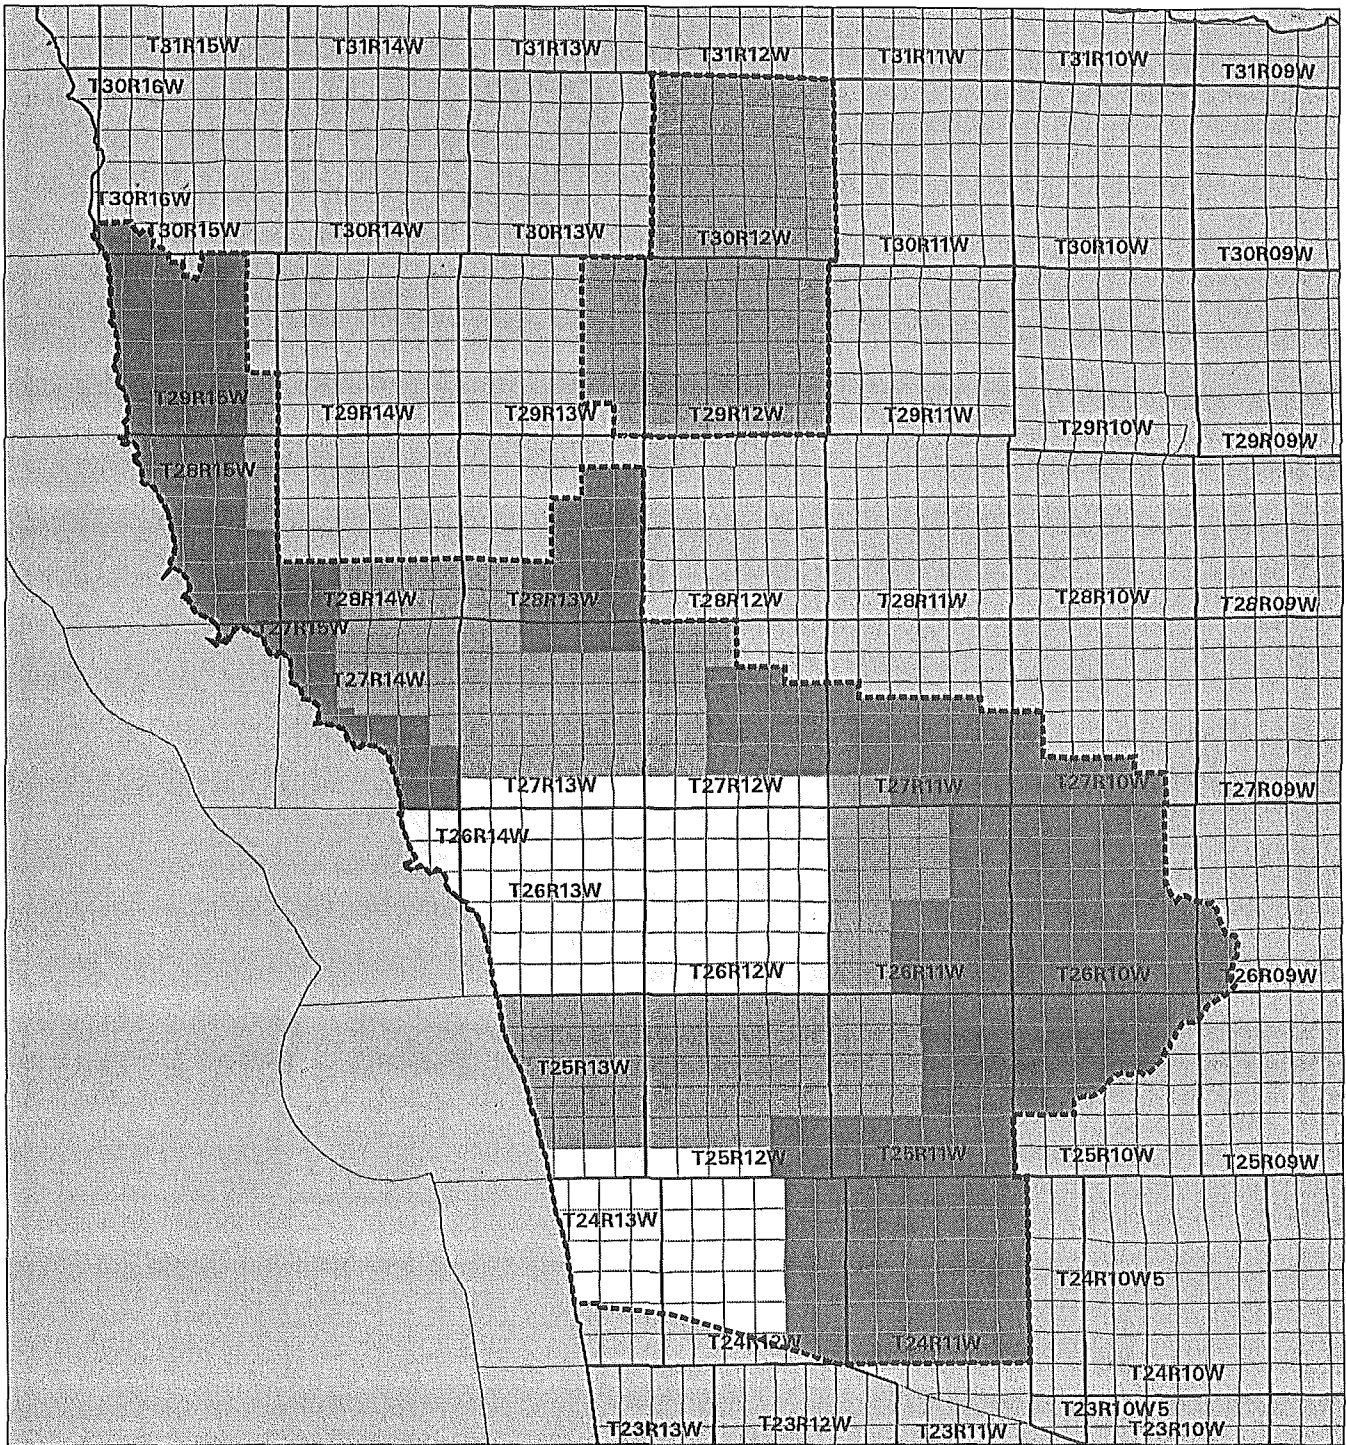 T31R15W T31R14W T31R13W T31R12W T31R11W T31R10W T31R09W
T30R16W
T30R16W
T30R15W T30R14W T30R13W T30R12W T30R11W T30R10W T30R09W
T29R15W T29R14W T29R13W T29R12W T29R11W T29R10W T29R09W
T28R15W
T28R14W T28R13W T28R12W T28R11W T28R10W T28R09W
T27R15W
T27R14W
T27R13W T27R12W T27R11W T27R10W T27R09W
T26R14W
T26R13W
T26R12W T26R11W T26R10W T26R09W
T25R13W
T25R12W T25R11W T25R10W T25R09W
T24R13W
T24R10W5
T24R12W T24R11W
T24R10W
T23R10W5
T23R13W T23R12W T23R11W T23R10W